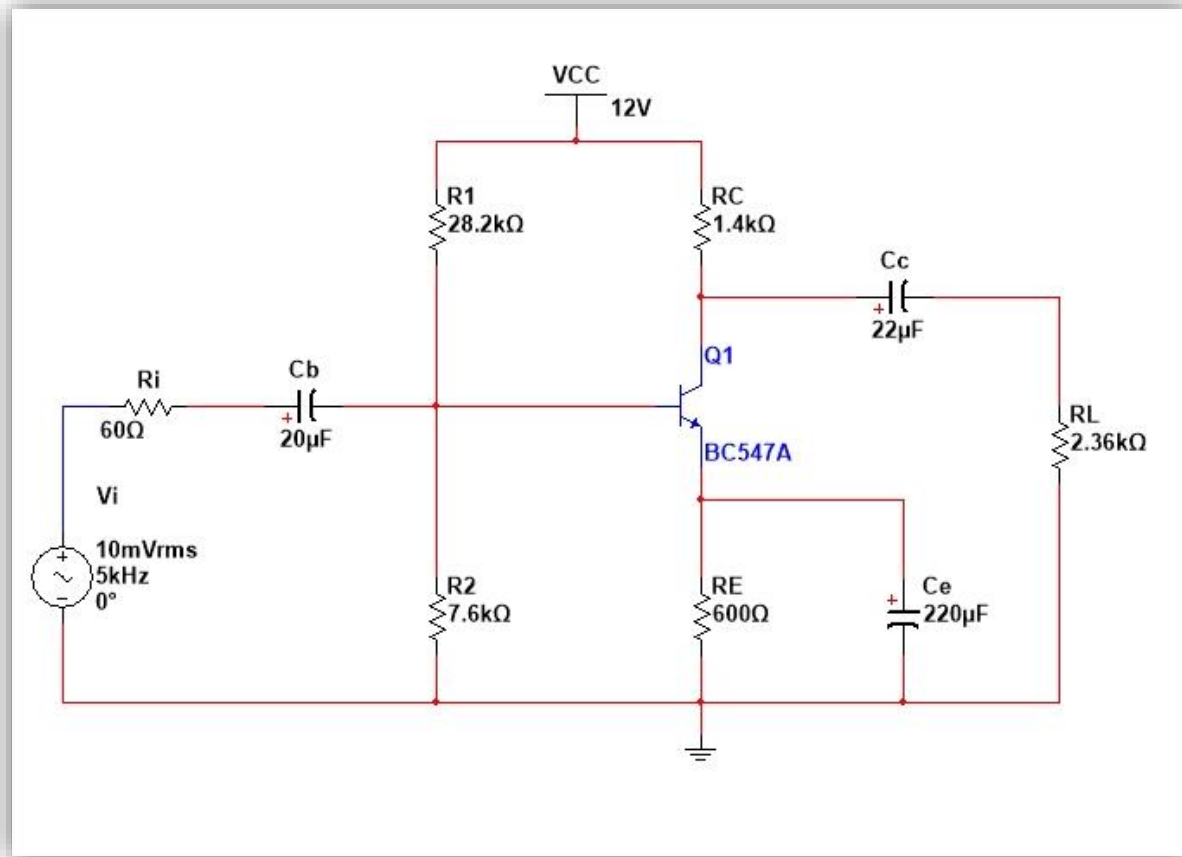 VCC
12V
R1
28.2kΩ
RC
1.4kΩ
Cc
+
22µF
Q1
BC547A
Ri
60Ω
Cb
+
20µF
RL
2.36kΩ
Vi
+
10mVrms
5kHz
0°
R2
7.6kΩ
RE
600Ω
Ce
+
220µF